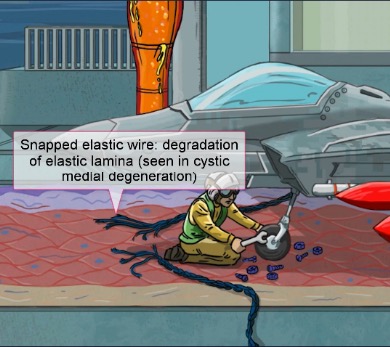 Snapped elastic wire: degradation
of elastic lamina (seen in cystic
medial degeneration)